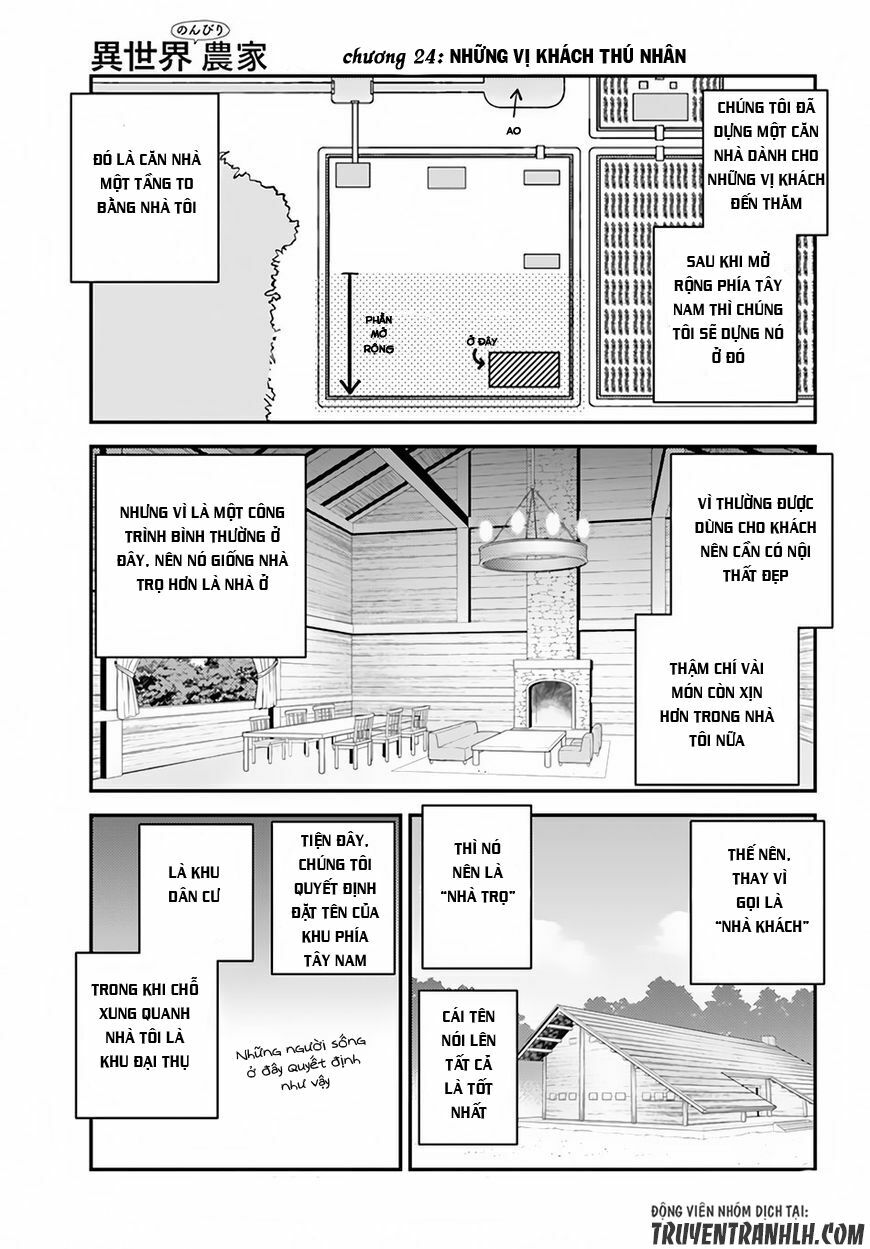 のんびり
異世界 農家
chương 24: NHỮNG VỊ KHÁCH THÚ NHÂN
CHÚNG TÔI ĐÃ
DỰNG MỘT CĂN
NHÀ DÀNH CHO
NHỮNG VỊ KHÁCH
ĐẾN THĂM
SAU KHI MỞ
RỘNG PHÍA TÂY
NAM THÌ CHÚNG
TÔI SẼ DỰNG NÓ
Ở ĐÓ
AO
PHẦN
MỞ
RỘNG
Ở ĐÂY
ĐÓ LÀ CĂN NHÀ
MỘT TẦNG TO
BẰNG NHÀ TÔI
VÌ THƯỜNG ĐƯỢC
DÙNG CHO KHÁCH
NÊN CẦN CÓ NỘI
THẤT ĐẸP
THẬM CHÍ VÀI
MÓN CÒN XỊN
HƠN TRONG NHÀ
TÔI NỮA
NHƯNG VÌ LÀ MỘT CÔNG
TRÌNH BÌNH THƯỜNG Ở
ĐÂY, NÊN NÓ GIỐNG NHÀ
TRỌ HƠN LÀ NHÀ Ở
THẾ NÊN,
THAY VÌ
GỌI LÀ
“NHÀ KHÁCH”
THÌ NÓ
NÊN LÀ
“NHÀ TRỌ”
CÁI TÊN
NÓI LÊN
TẤT CẢ
LÀ TỐT
NHẤT
TIỆN ĐÂY,
CHÚNG TÔI
QUYẾT ĐỊNH
ĐẶT TÊN CỦA
KHU PHÍA
TÂY NAM
LÀ KHU
DÂN CƯ
TRONG KHI CHỖ
XUNG QUANH
NHÀ TÔI LÀ
KHU ĐẠI THỤ
Những người sống
ở đây quyết định
như vậy
ĐỘNG VIÊN NHÓM DỊCH TẠI:
TRUYENTRANHLH.COM